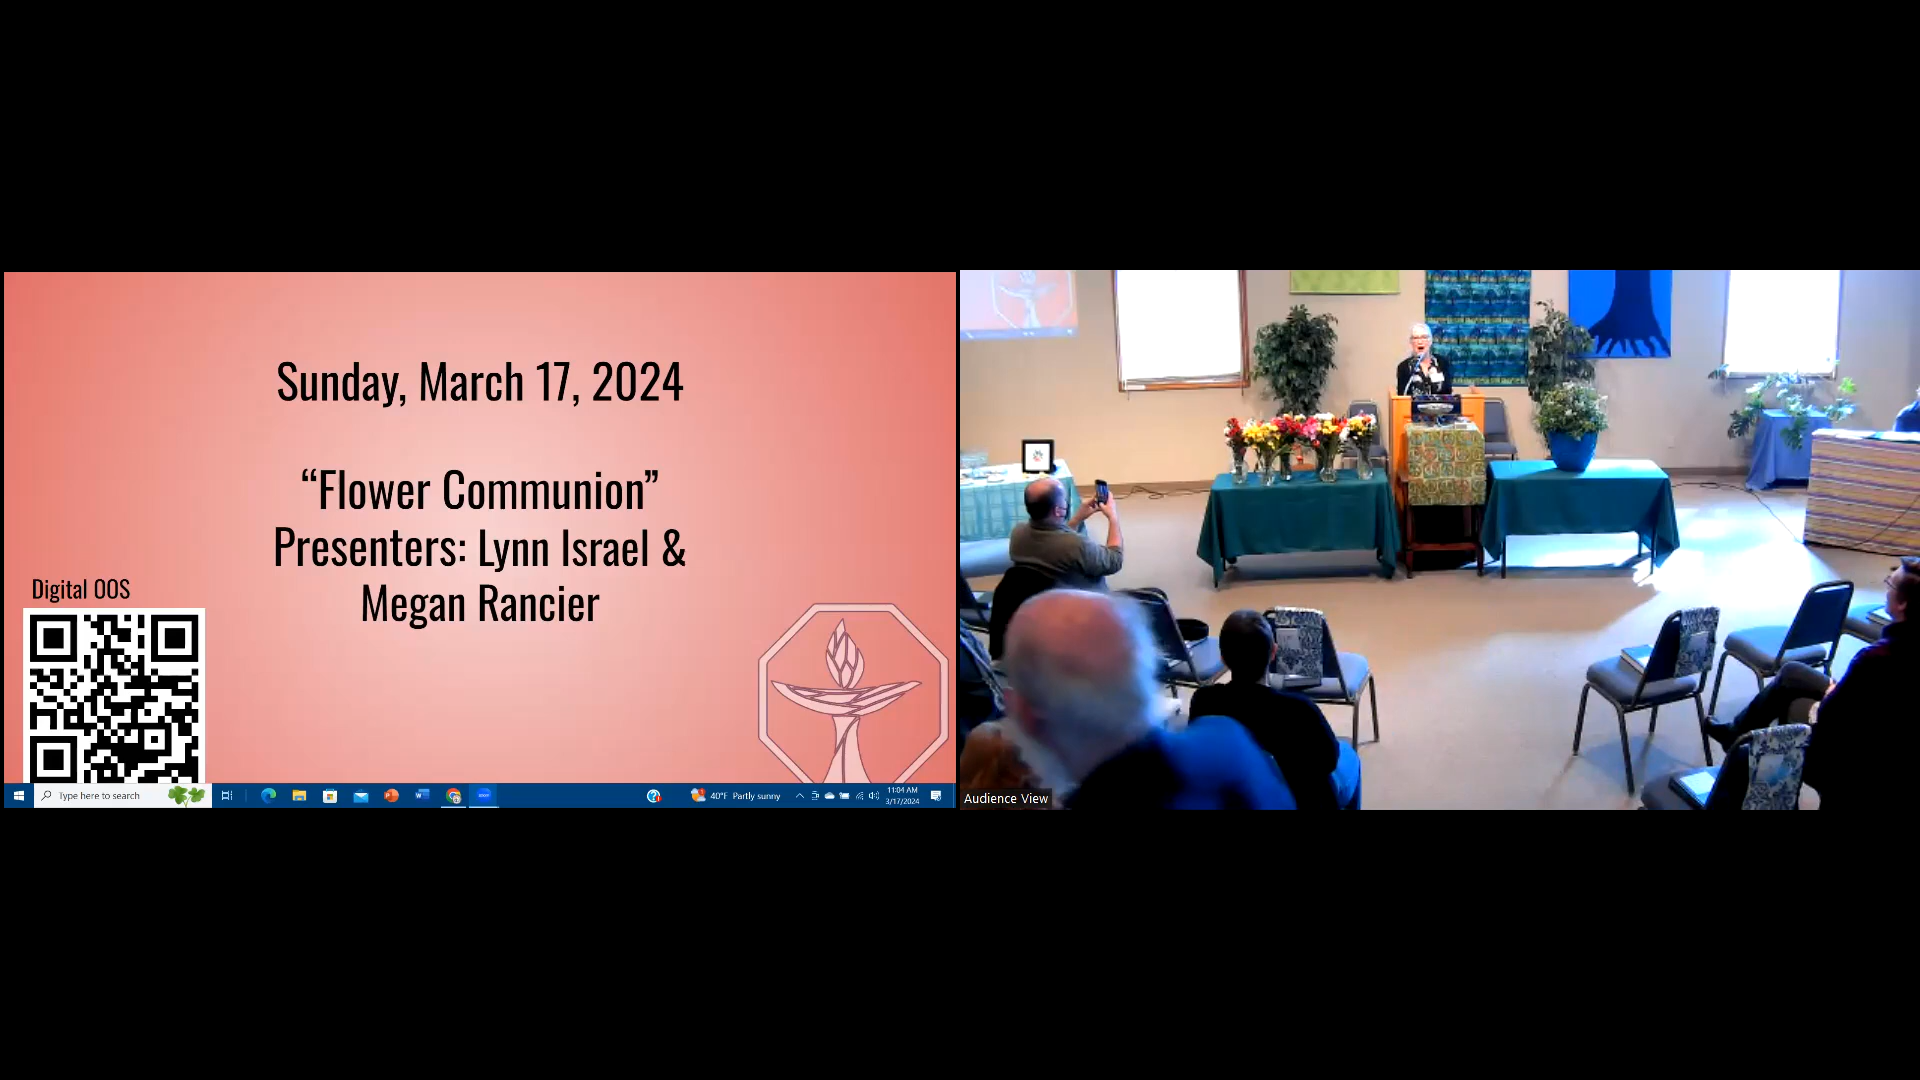 Sunday, March 17, 2024
“Flower Communion”
Presenters: Lynn Israel &
Megan Rancier
Digital OOS
Type here to search
40°F Partly sunny
11:04 AM
3/17/2024
Audience View